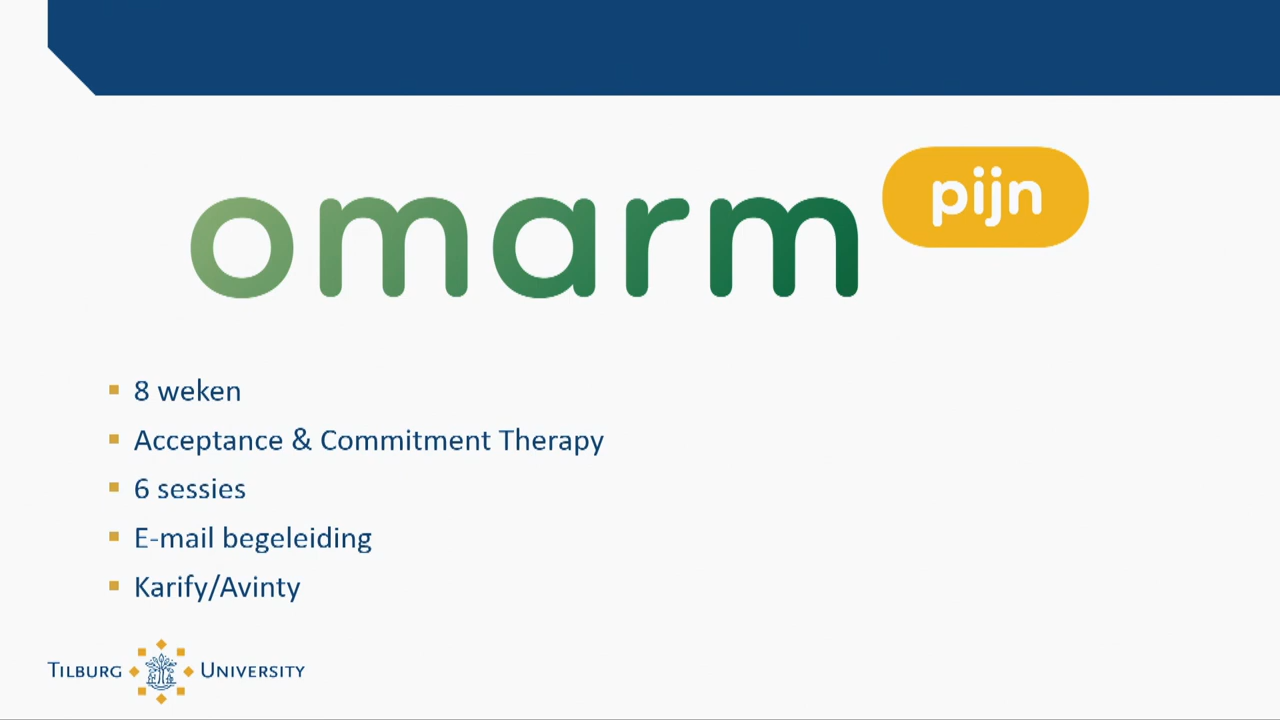 omarm pijn
8 weken
Acceptance & Commitment Therapy
6 sessies
E-mail begeleiding
Karify/Avinty
TILBURG UNIVERSITY